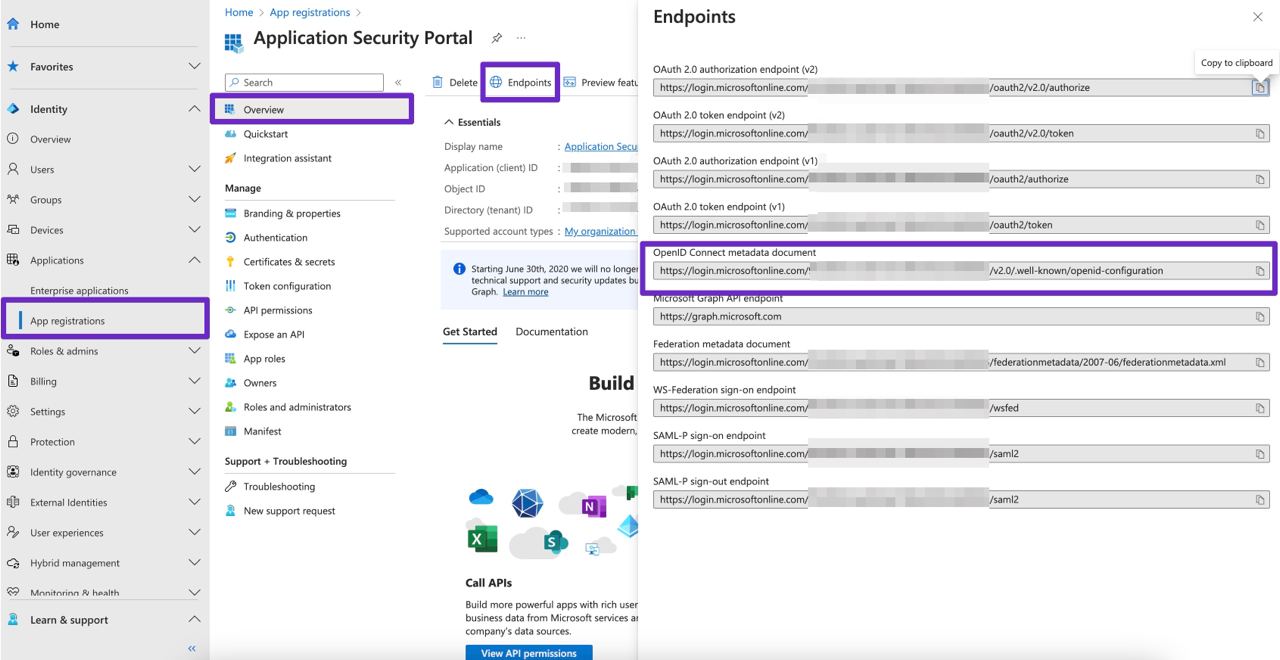 Home
Favorites
Identity
Overview
Users
Groups
Devices
Applications
Enterprise applications
App registrations
Roles & admins
Billing
Settings
Protection
Identity governance
External Identities
User experiences
Hybrid management
Monitoring & health
Learn & support
Home > App registrations >
Application Security Portal
Search
Overview
Quickstart
Integration assistant
Manage
Branding & properties
Authentication
Certificates & secrets
Token configuration
API permissions
Expose an API
App roles
Owners
Roles and administrators
Manifest
Support + Troubleshooting
Troubleshooting
New support request
Delete Endpoints Preview featu
Essentials
Display name : Application Secu
Application (client) ID :
Object ID :
Directory (tenant) ID :
Supported account types : My organization
Starting June 30th, 2020 we will no longer
technical support and security updates bu
Graph. Learn more
Get Started Documentation
Build
The Microsoft
create modern,
N
X
S
Call APIs
Build more powerful apps with rich user
business data from Microsoft services an
company's data sources.
View API permissions
Endpoints
Copy to clipboard
OAuth 2.0 authorization endpoint (v2)
https://login.microsoftonline.com/ /oauth2/v2.0/authorize
OAuth 2.0 token endpoint (v2)
https://login.microsoftonline.com/ /oauth2/v2.0/token
OAuth 2.0 authorization endpoint (v1)
https://login.microsoftonline.com/ /oauth2/authorize
OAuth 2.0 token endpoint (v1)
https://login.microsoftonline.com/ /oauth2/token
OpenID Connect metadata document
https://login.microsoftonline.com/ /v2.0/.well-known/openid-configuration
Microsoft Graph API endpoint
https://graph.microsoft.com
Federation metadata document
https://login.microsoftonline.com/ /federationmetadata/2007-06/federationmetadata.xml
WS-Federation sign-on endpoint
https://login.microsoftonline.com/ /wsfed
SAML-P sign-on endpoint
https://login.microsoftonline.com/ /saml2
SAML-P sign-out endpoint
https://login.microsoftonline.com/ /saml2